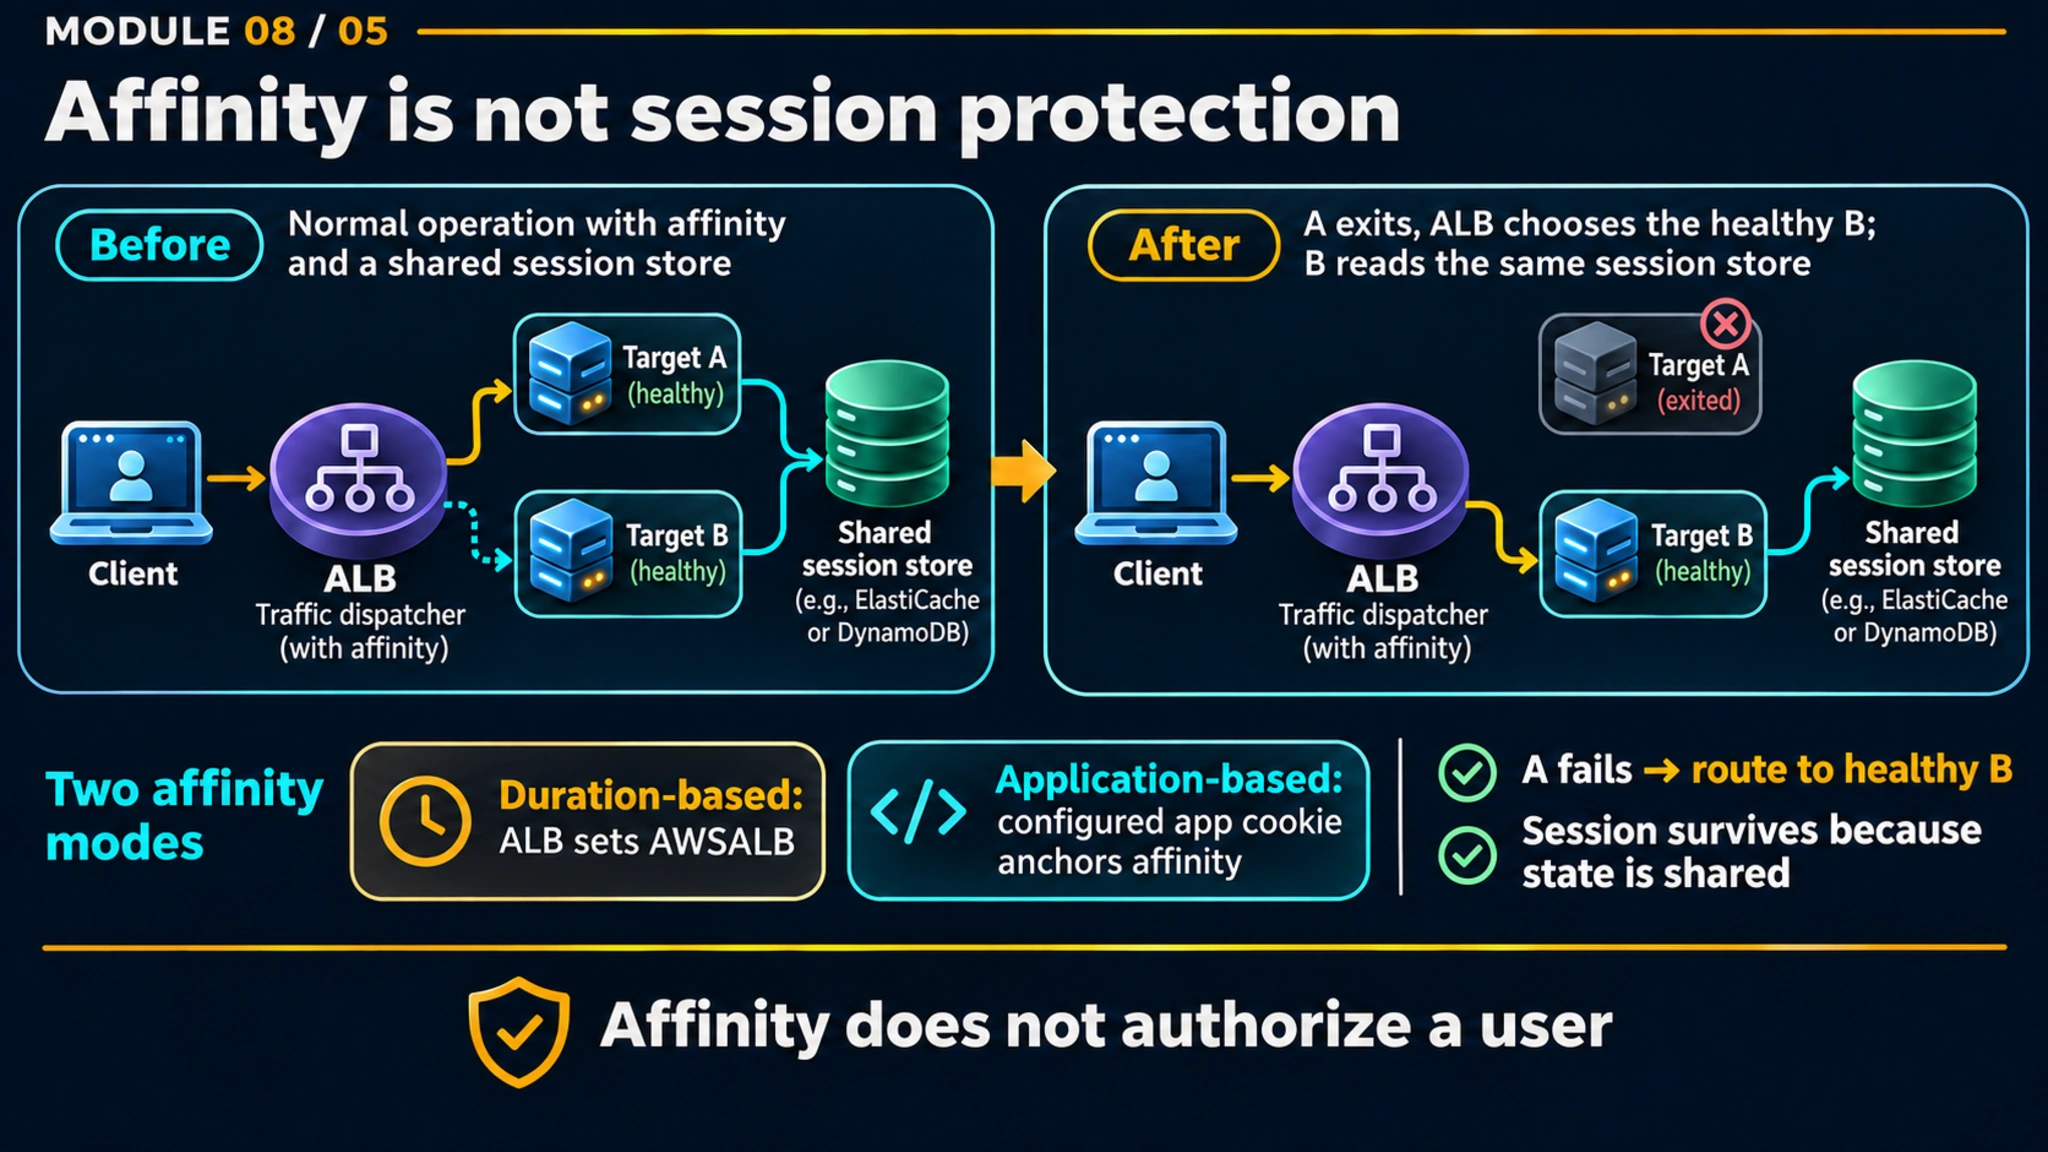 MODULE 08 / 05
Affinity is not session protection
Before
Normal operation with affinity
and a shared session store
Client
ALB
Traffic dispatcher
(with affinity)
Target A
(healthy)
Target B
(healthy)
Shared
session store
(e.g., ElastiCache
or DynamoDB)
After
A exits, ALB chooses the healthy B;
B reads the same session store
Client
ALB
Traffic dispatcher
(with affinity)
Target A
(exited)
Target B
(healthy)
Shared
session store
(e.g., ElastiCache
or DynamoDB)
Two affinity
modes
Duration-based:
ALB sets AWSALB
Application-based:
configured app cookie
anchors affinity
A fails → route to healthy B
Session survives because
state is shared
Affinity does not authorize a user